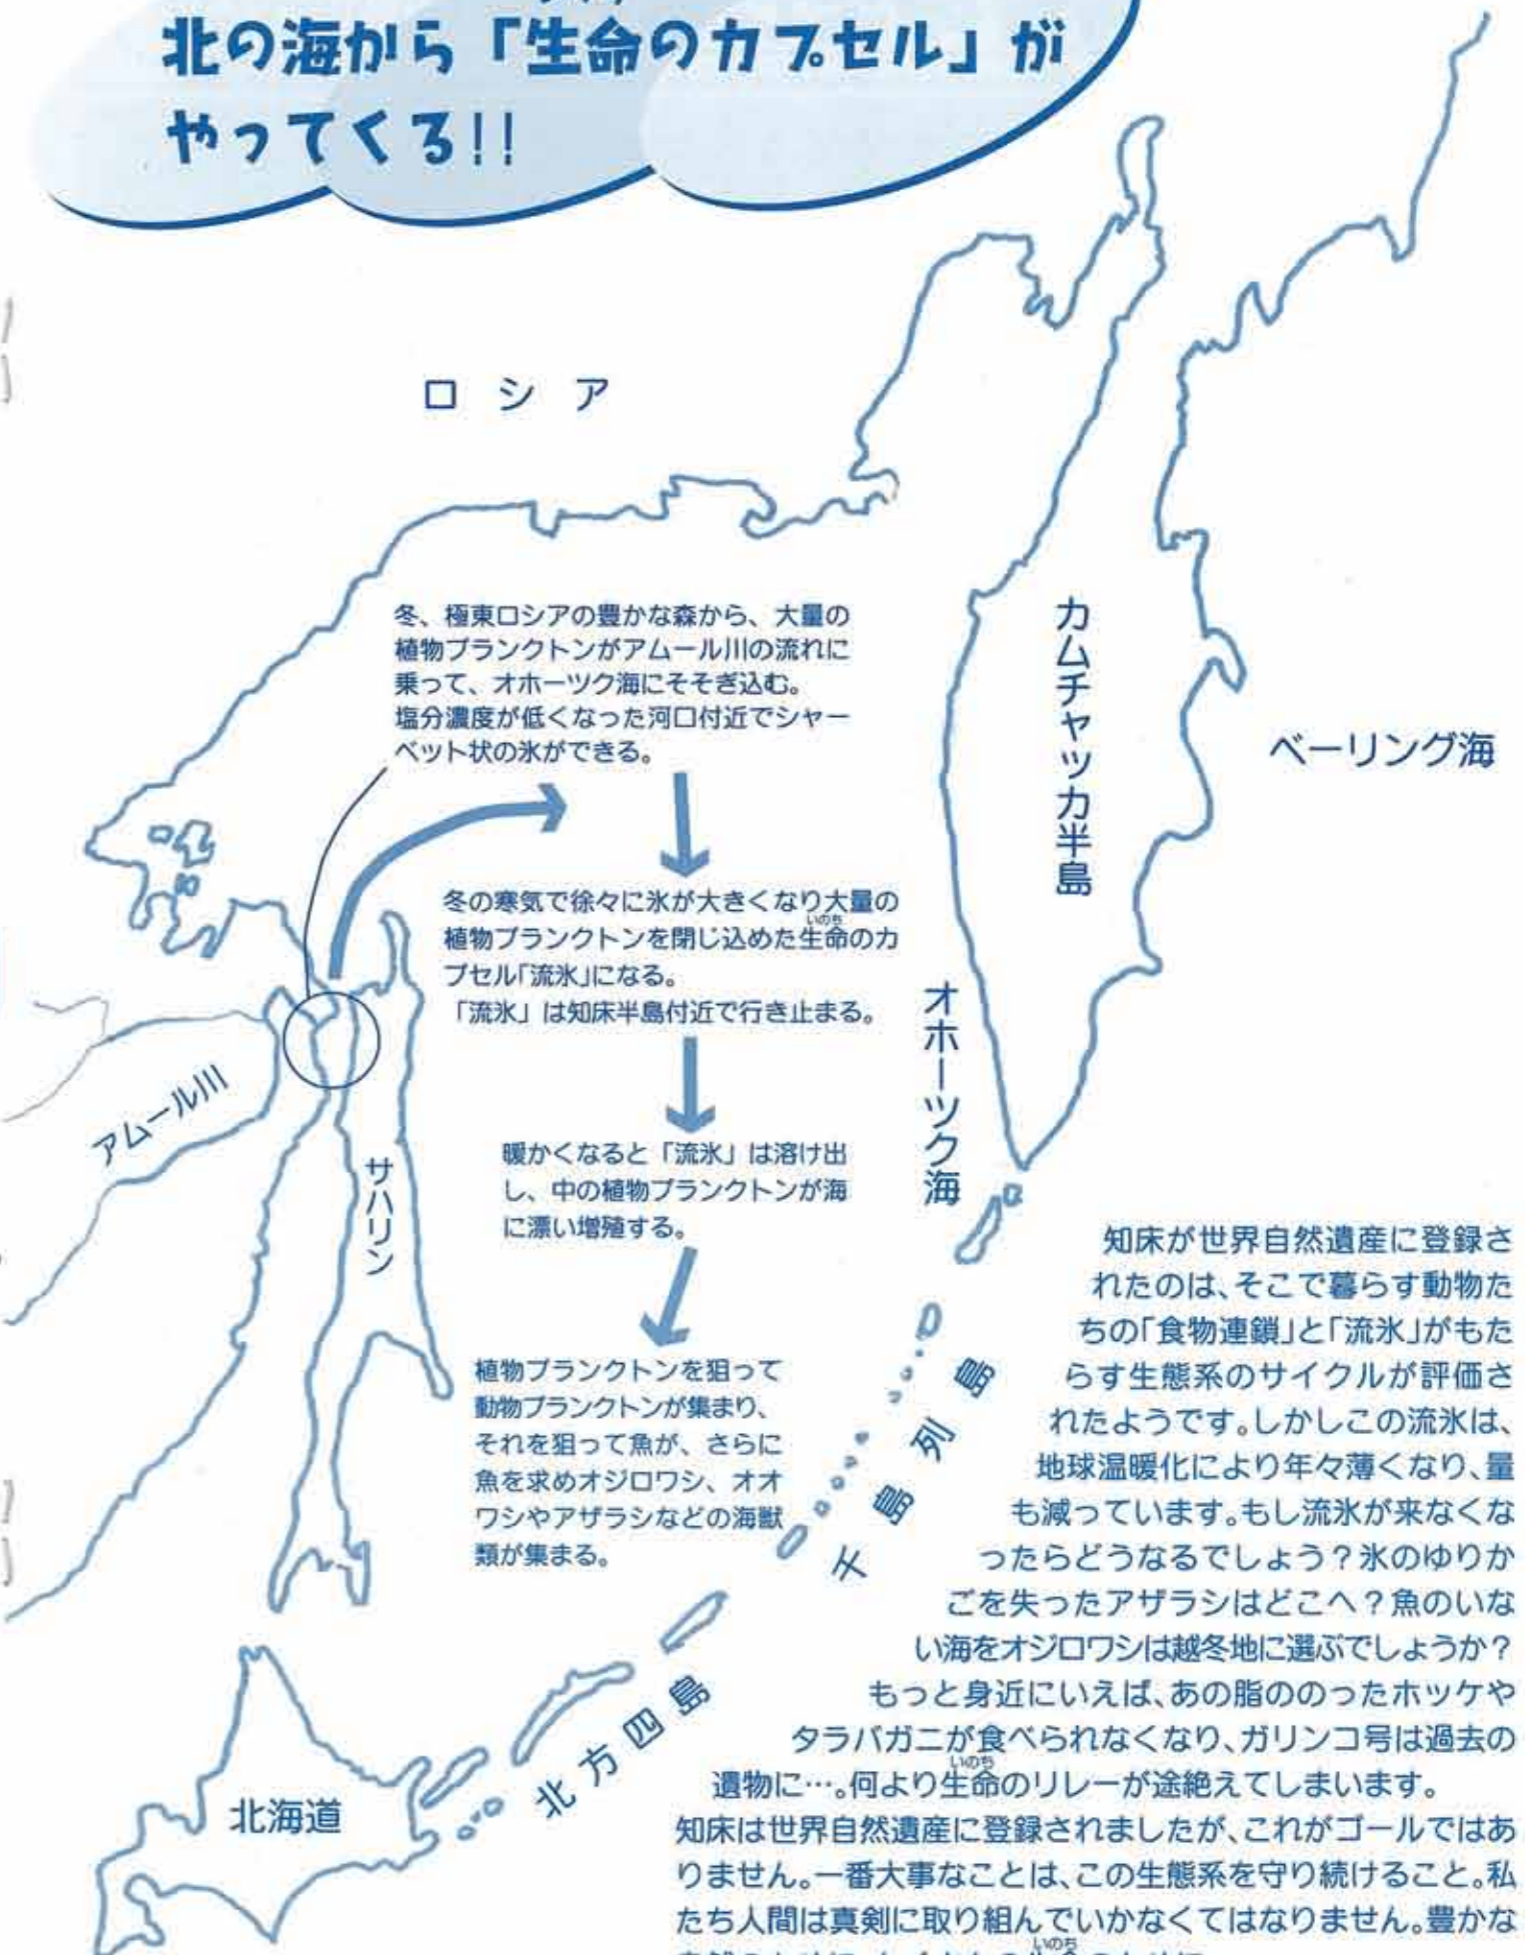 北の海から「生命のカプセル」が
やってくる!!
ロシア
冬、極東ロシアの豊かな森から、大量の
植物プランクトンがアムール川の流れに
乗って、オホーツク海にそそぎ込む。
塩分濃度が低くなった河口付近でシャー
ベット状の氷ができる。
カムチャッカ半島
ベーリング海
冬の寒気で徐々に氷が大きくなり大量の
いのち
植物プランクトンを閉じ込めた生命のカ
プセル「流氷」になる。
「流氷」は知床半島付近で行き止まる。
オホーツク海
アムール川
サハリン
暖かくなると「流氷」は溶け出
し、中の植物プランクトンが海
に漂い増殖する。
植物プランクトンを狙って
動物プランクトンが集まり、
それを狙って魚が、さらに
魚を求めオジロワシ、オオ
ワシやアザラシなどの海獣
類が集まる。
千島列島
北方四島
北海道
知床が世界自然遺産に登録さ
れたのは、そこで暮らす動物た
ちの「食物連鎖」と「流氷」がもた
らす生態系のサイクルが評価さ
れたようです。しかしこの流氷は、
地球温暖化により年々薄くなり、量
も減っています。もし流氷が来なくな
ったらどうなるでしょう？氷のゆりか
ごを失ったアザラシはどこへ？魚のいな
い海をオジロワシは越冬地に選ぶでしょうか？
もっと身近にいえば、あの脂ののったホッケや
タラバガニが食べられなくなり、ガリンコ号は過去の
いのち
遺物に…。何より生命のリレーが途絶えてしまいます。
知床は世界自然遺産に登録されましたが、これがゴールではあ
りません。一番大事なことは、この生態系を守り続けること。私
たち人間は真剣に取り組んでいかなくてはなりません。豊かな
いのち